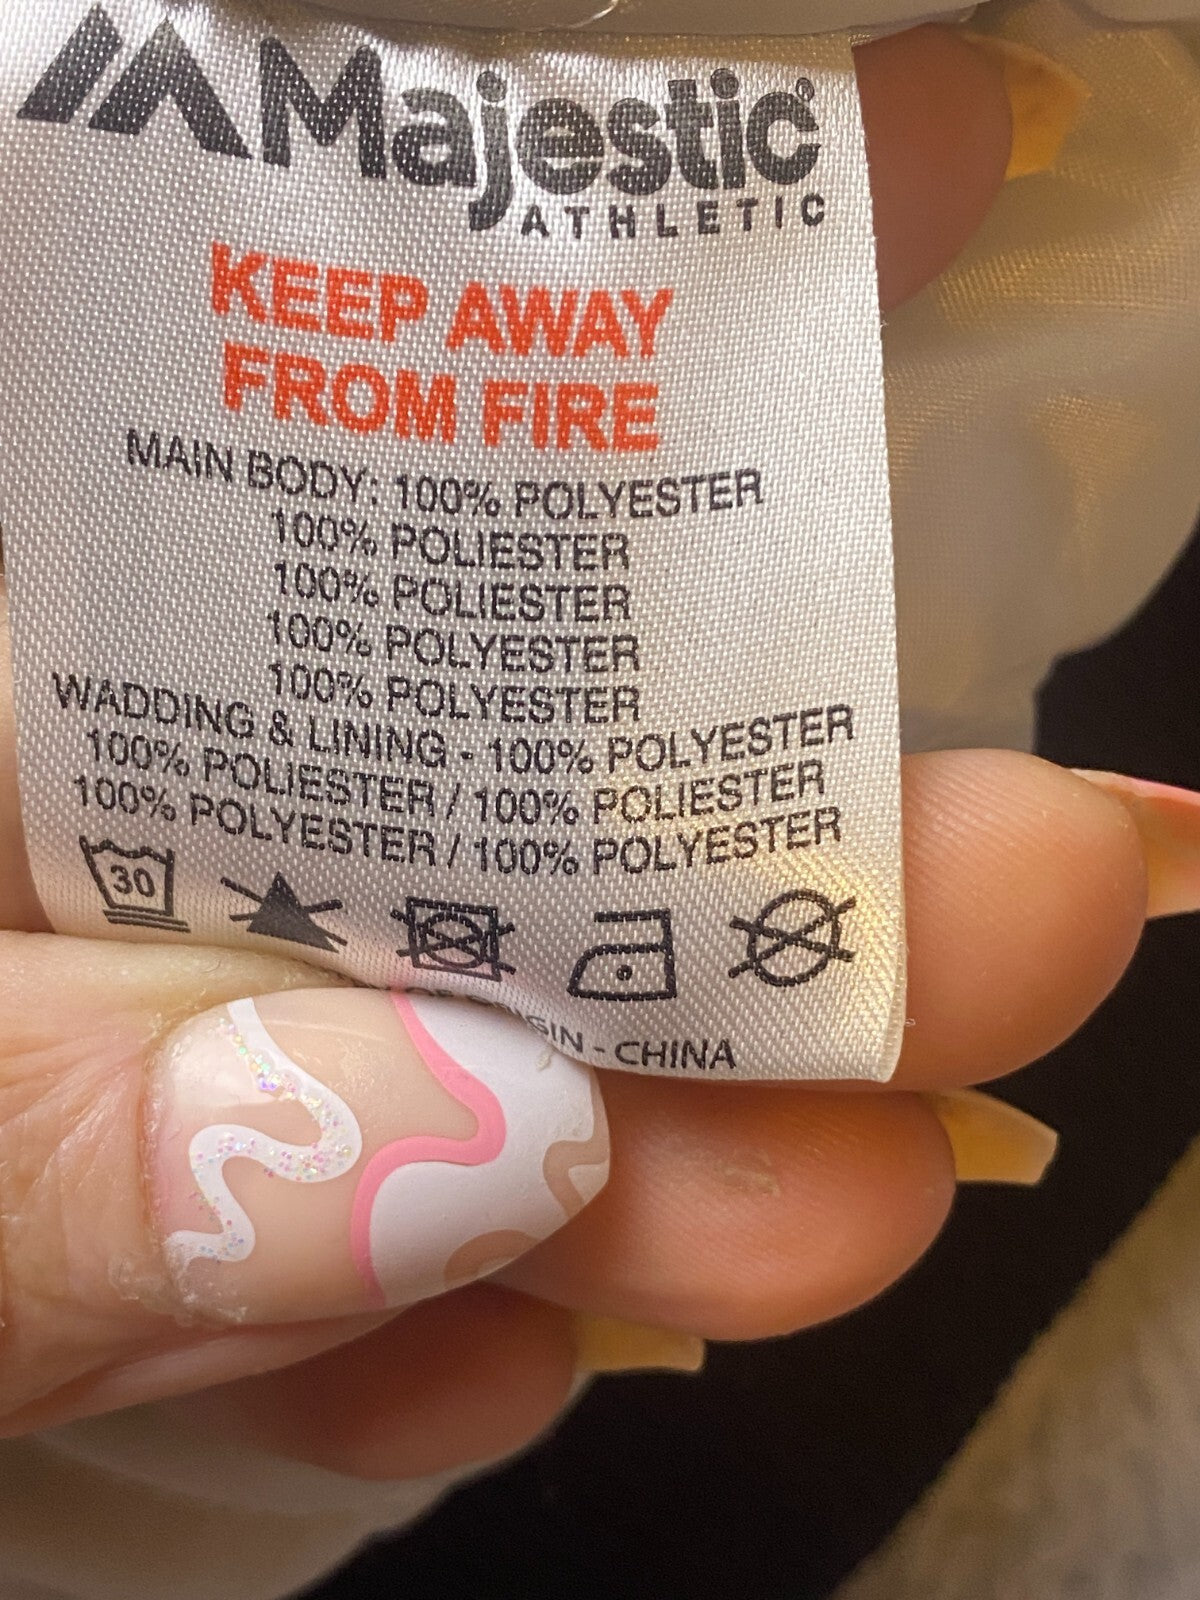 Majestic®
ATHLETIC
KEEP AWAY
FROM FIRE
MAIN BODY: 100% POLYESTER
100% POLIESTER
100% POLIESTER
100% POLYESTER
100% POLYESTER
WADDING & LINING - 100% POLYESTER
100% POLIESTER / 100% POLIESTER
100% POLYESTER / 100% POLYESTER
30
- CHINA